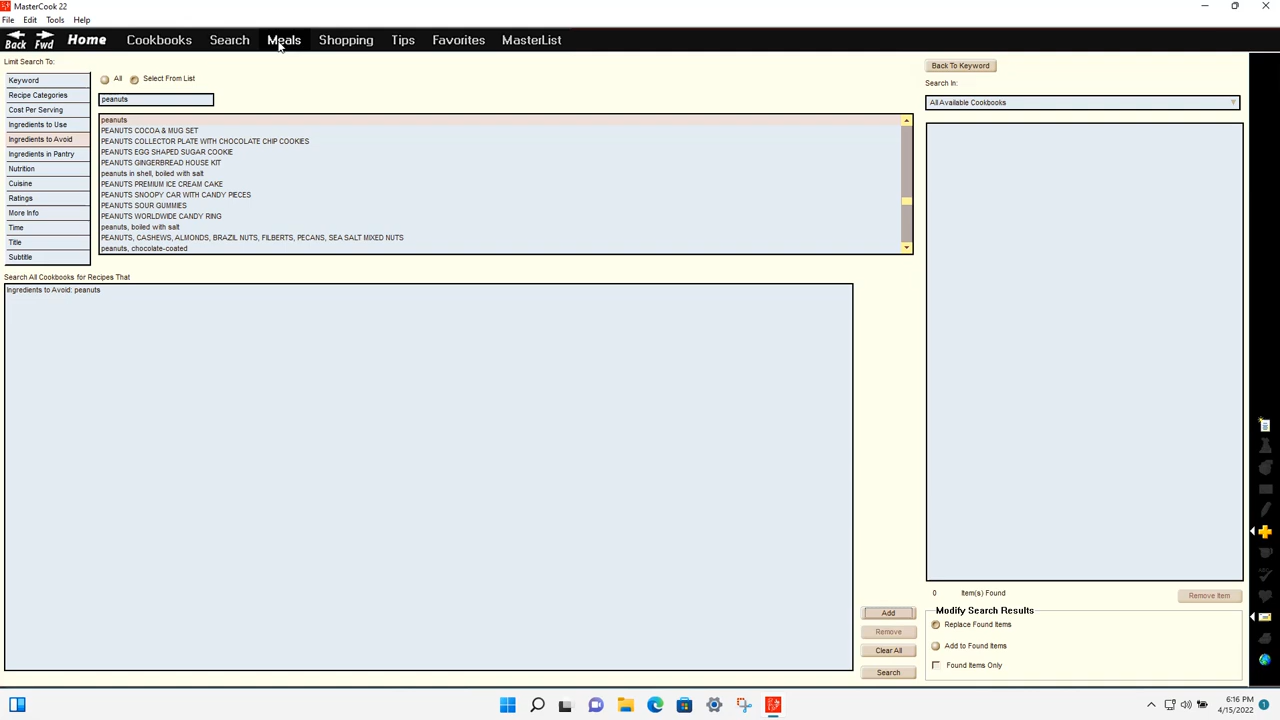 MasterCook 22
File Edit Tools Help
Back Fwd Home Cookbooks Search Meals Shopping Tips Favorites MasterList
Limit Search To:
Keyword
Recipe Categories
Cost Per Serving
Ingredients to Use
Ingredients to Avoid
Ingredients in Pantry
Nutrition
Cuisine
Ratings
More Info
Time
Title
Subtitle
All Select From List
peanuts
peanuts
PEANUTS COCOA & MUG SET
PEANUTS COLLECTOR PLATE WITH CHOCOLATE CHIP COOKIES
PEANUTS EGG SHAPED SUGAR COOKIE
PEANUTS GINGERBREAD HOUSE KIT
peanuts in shell, boiled with salt
PEANUTS PREMIUM ICE CREAM CAKE
PEANUTS SNOOPY CAR WITH CANDY PIECES
PEANUTS SOUR GUMMIES
PEANUTS WORLDWIDE CANDY RING
peanuts, boiled with salt
PEANUTS, CASHEWS, ALMONDS, BRAZIL NUTS, FILBERTS, PECANS, SEA SALT MIXED NUTS
peanuts, chocolate-coated
Back To Keyword
Search In:
All Available Cookbooks
Search All Cookbooks for Recipes That
Ingredients to Avoid: peanuts
Add
Remove
Clear All
Search
0 Item(s) Found
Remove Item
Modify Search Results
Replace Found Items
Add to Found Items
Found Items Only
ABC
6:16 PM
4/15/2022
1